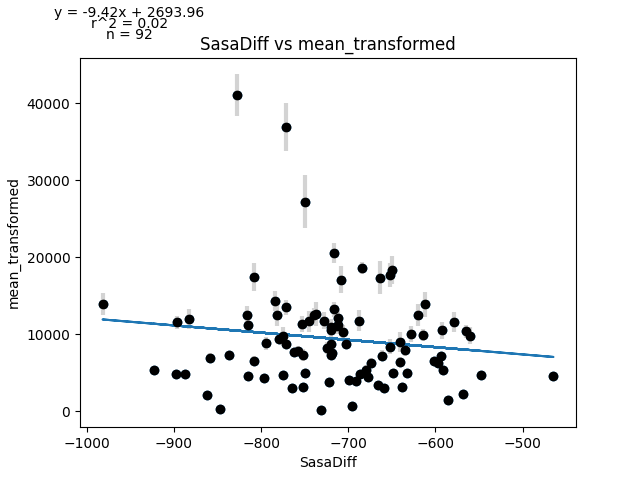 y = -9.42x + 2693.96
r^2 = 0.02
n = 92
SasaDiff vs mean_transformed
mean_transformed
40000
30000
20000
10000
0
−1000
−900
−800
−700
−600
−500
SasaDiff